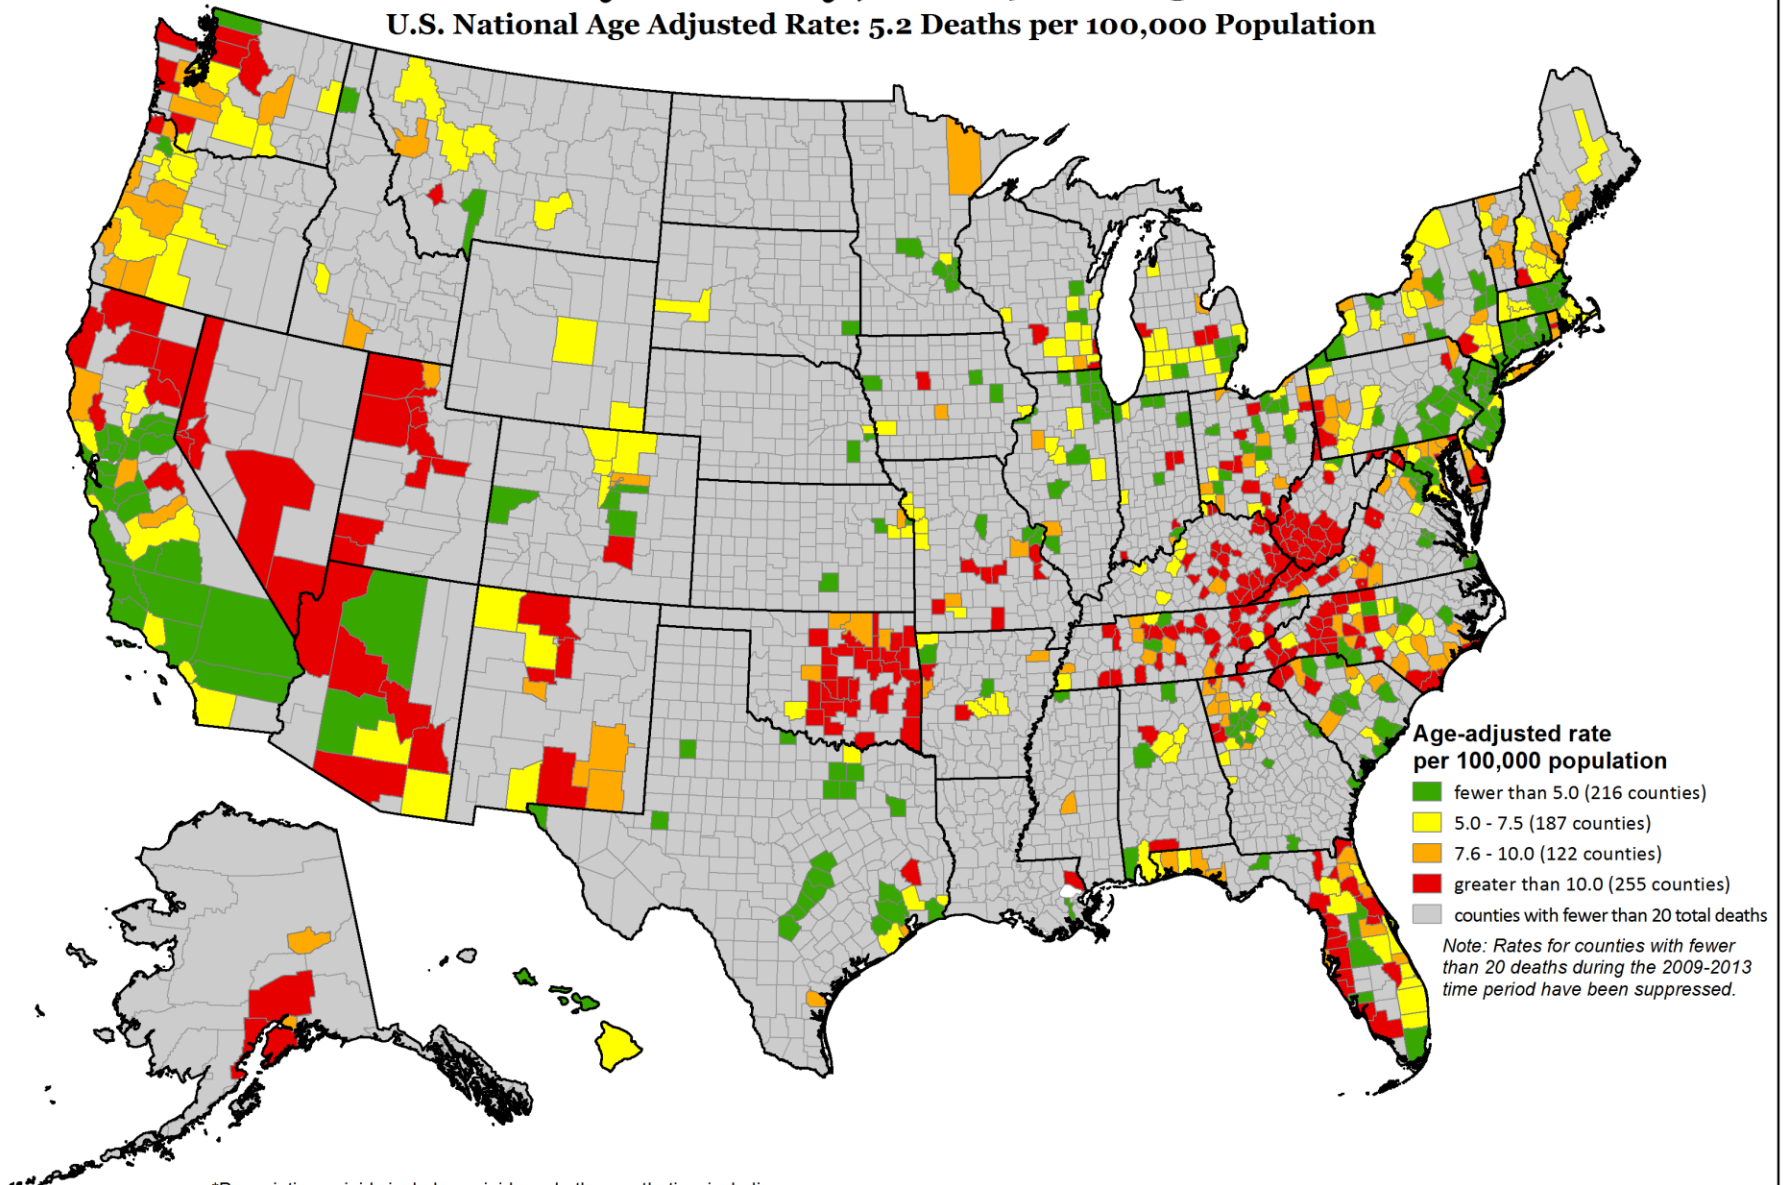 U.S. National Age Adjusted Rate: 5.2 Deaths per 100,000 Population
Age-adjusted rate
per 100,000 population
fewer than 5.0 (216 counties)
5.0 - 7.5 (187 counties)
7.6 - 10.0 (122 counties)
greater than 10.0 (255 counties)
counties with fewer than 20 total deaths
Note: Rates for counties with fewer
than 20 deaths during the 2009-2013
time period have been suppressed.